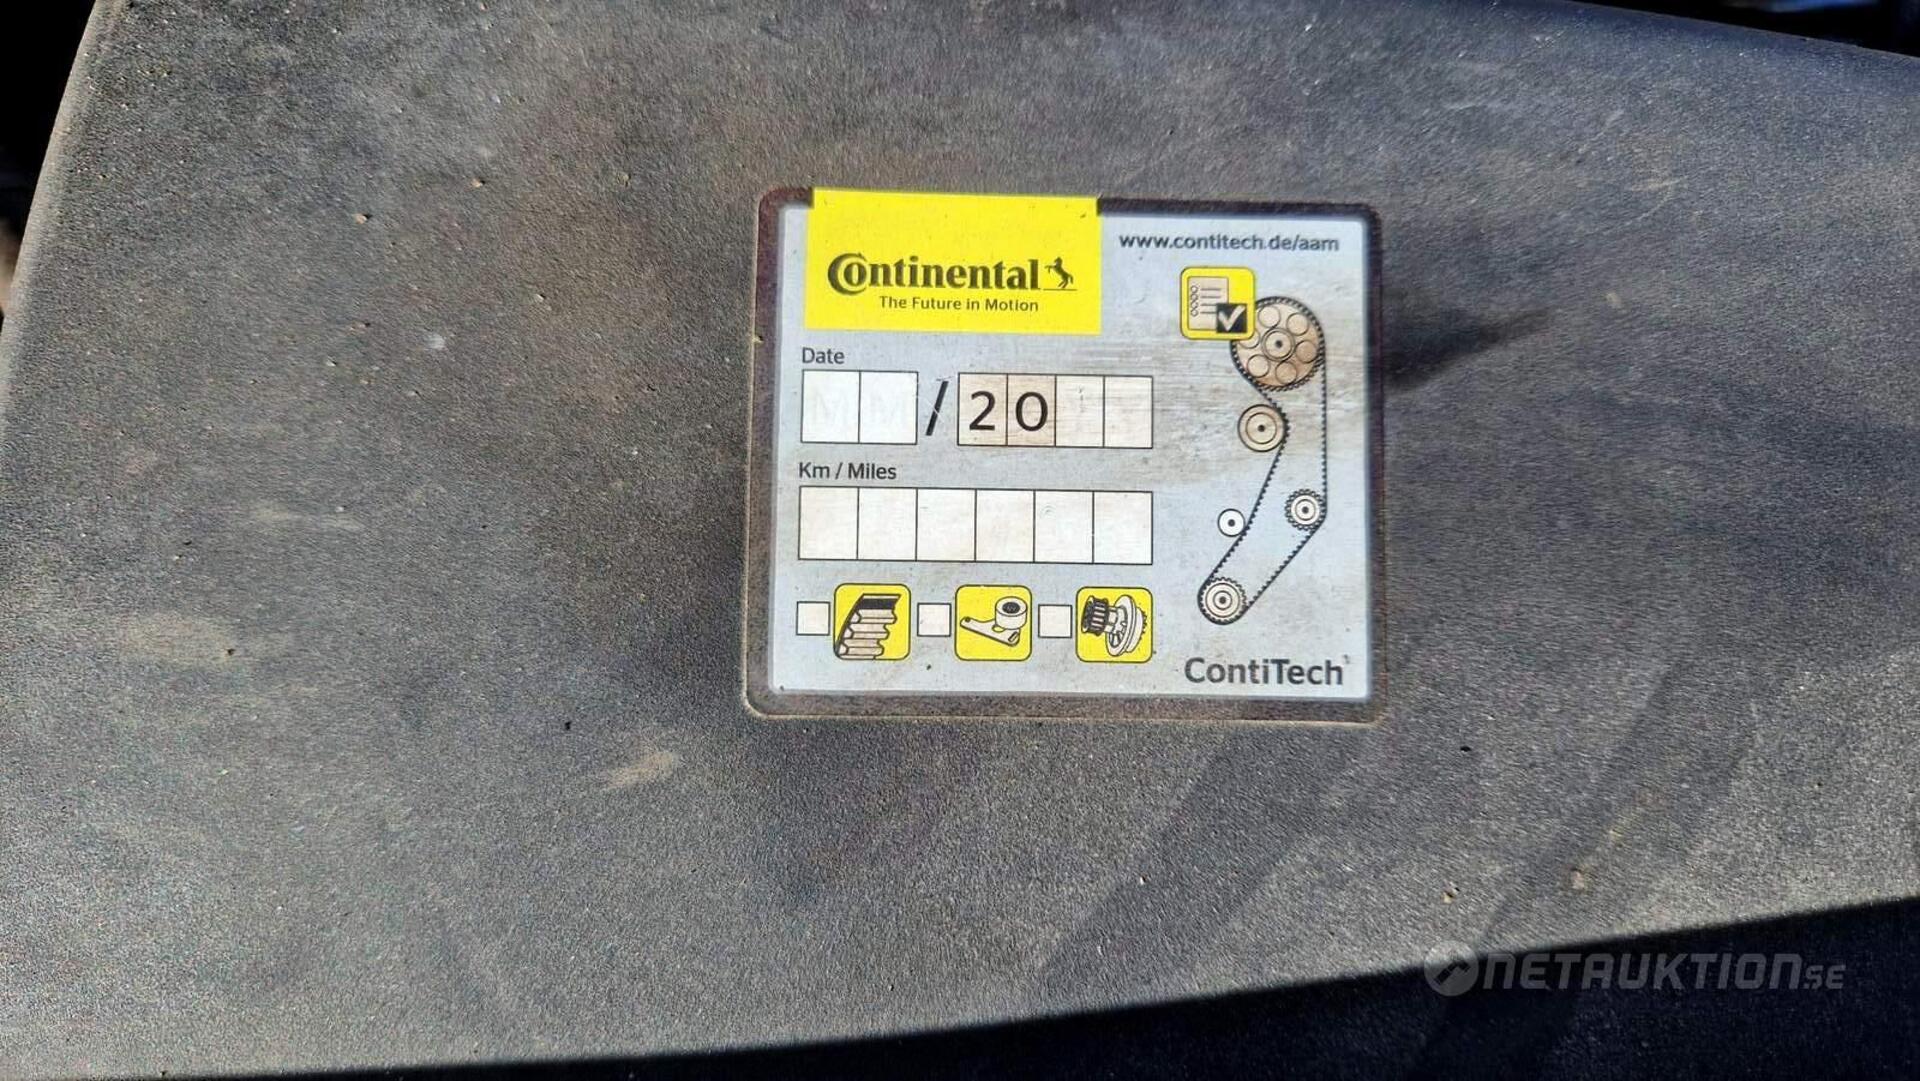 Continental
The Future in Motion
www.contitech.de/aam
Date
MM / 20
Km / Miles
ContiTech
NETAUKTION.SE